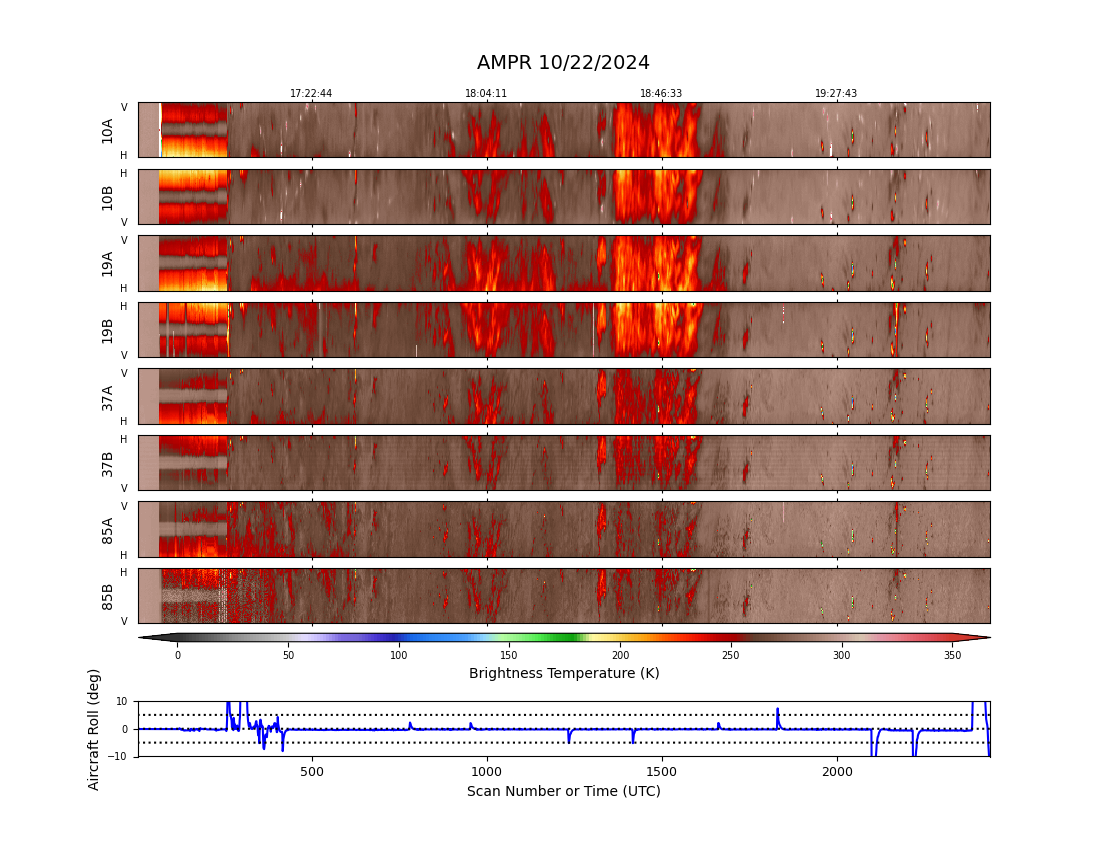 AMPR 10/22/2024
17:22:44 18:04:11 18:46:33 19:27:43
V
10A
H
H
10B
V
V
19A
H
H
19B
V
V
37A
H
H
37B
V
V
85A
H
H
85B
V
0 50 100 150 200 250 300 350
Brightness Temperature (K)
Aircraft Roll (deg)
10
0
−10
500 1000 1500 2000
Scan Number or Time (UTC)